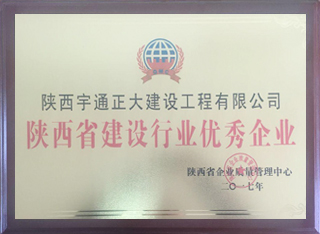 陕西宇通正大建设工程有限公司
陕西省建设行业优秀企业
陕西省企业质量管理中心
二〇一七年